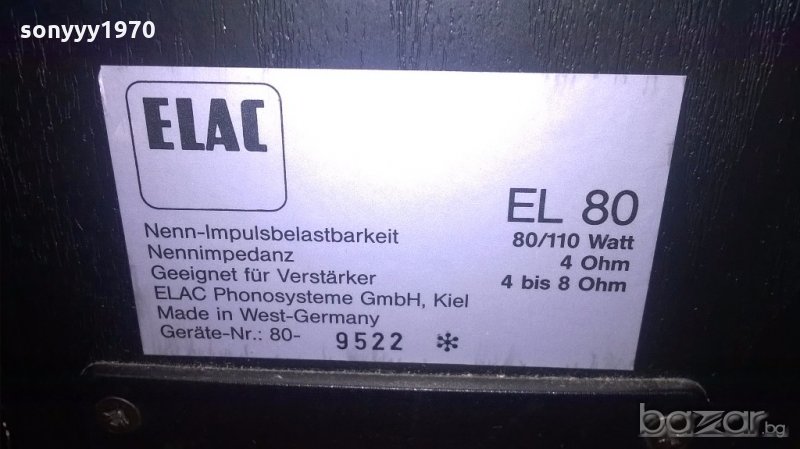 sonyyy1970
ELAC
EL 80
Nenn-Impulsbelastbarkeit 80/110 Watt
Nennimpedanz 4 Ohm
Geeignet für Verstärker 4 bis 8 Ohm
ELAC Phonosysteme GmbH, Kiel
Made in West-Germany
Geräte-Nr.: 80- 9522 *
bazar.bg